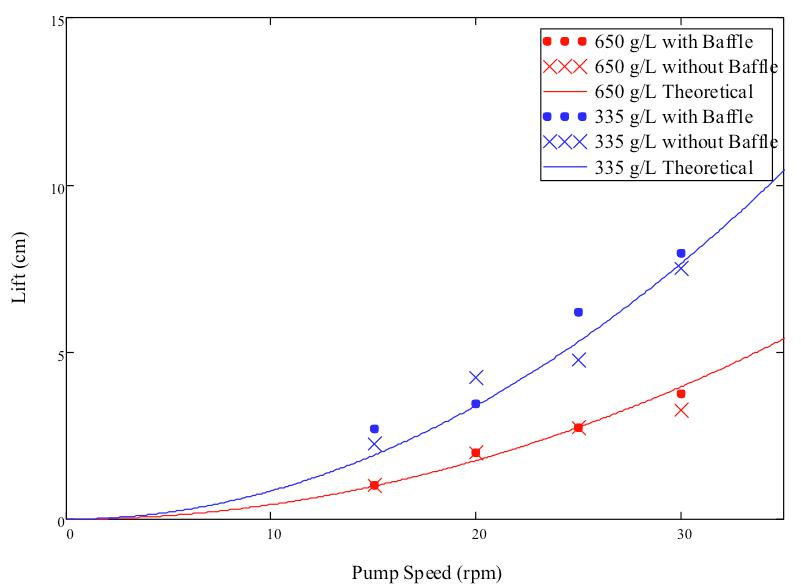 15
650 g/L with Baffle
650 g/L without Baffle
650 g/L Theoretical
335 g/L with Baffle
335 g/L without Baffle
335 g/L Theoretical
10
Lift (cm)
5
0
0 10 20 30
Pump Speed (rpm)